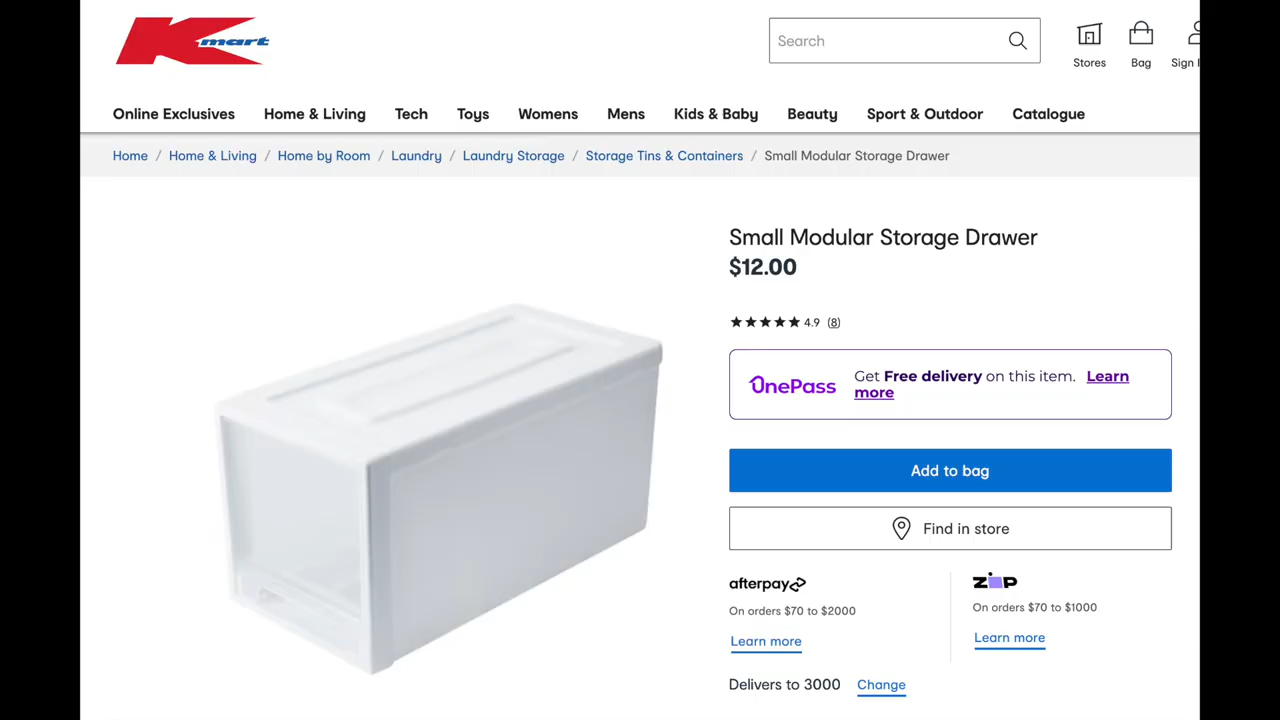 Kmart
Search
Stores
Bag
Sign I
Online Exclusives
Home & Living
Tech
Toys
Womens
Mens
Kids & Baby
Beauty
Sport & Outdoor
Catalogue
Home / Home & Living / Home by Room / Laundry / Laundry Storage / Storage Tins & Containers / Small Modular Storage Drawer
Small Modular Storage Drawer
$12.00
4.9 (8)
OnePass
Get Free delivery on this item. Learn
more
Add to bag
Find in store
afterpay
On orders $70 to $2000
Learn more
ZIP
On orders $70 to $1000
Learn more
Delivers to 3000 Change